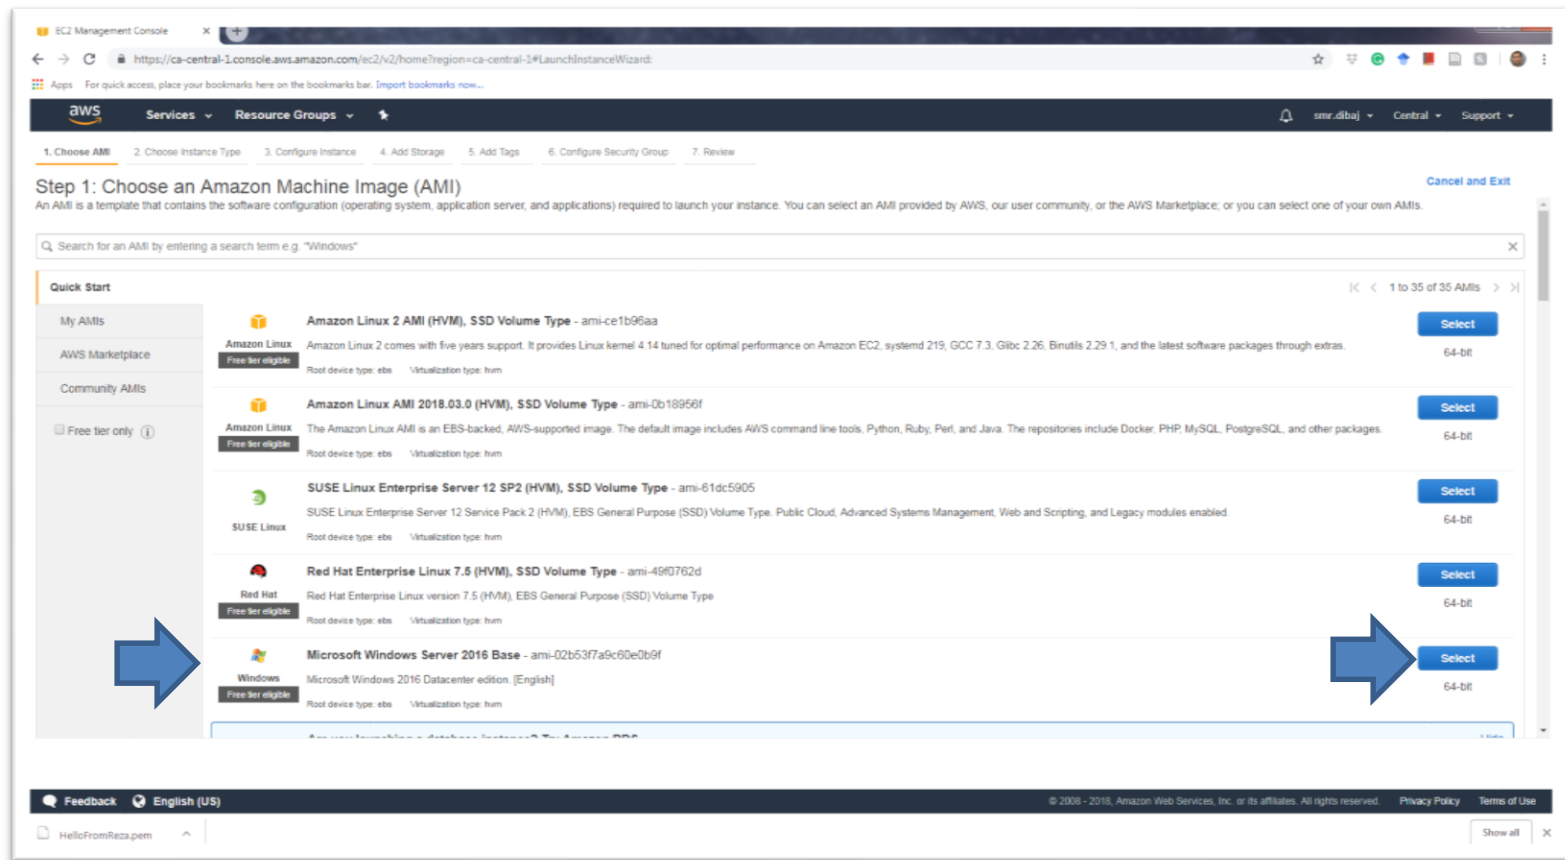 EC2 Management Console
https://ca-central-1.console.aws.amazon.com/ec2/v2/home?region=ca-central-1#LaunchInstanceWizard:
Apps For quick access, place your bookmarks here on the bookmarks bar. Import bookmarks now...
aws Services Resource Groups smr.dibaj Central Support
1. Choose AMI 2. Choose Instance Type 3. Configure Instance 4. Add Storage 5. Add Tags 6. Configure Security Group 7. Review
Step 1: Choose an Amazon Machine Image (AMI)
Cancel and Exit
An AMI is a template that contains the software configuration (operating system, application server, and applications) required to launch your instance. You can select an AMI provided by AWS, our user community, or the AWS Marketplace; or you can select one of your own AMIs.
Search for an AMI by entering a search term e.g. "Windows"
Quick Start
1 to 35 of 35 AMIs
My AMIs
AWS Marketplace
Community AMIs
Free tier only
Amazon Linux
Free tier eligible
Amazon Linux 2 AMI (HVM), SSD Volume Type - ami-ce1b96aa
Amazon Linux 2 comes with five years support. It provides Linux kernel 4.14 tuned for optimal performance on Amazon EC2, systemd 219, GCC 7.3, Glibc 2.26, Binutils 2.29.1, and the latest software packages through extras.
Root device type: ebs Virtualization type: hvm
Select
64-bit
Amazon Linux
Free tier eligible
Amazon Linux AMI 2018.03.0 (HVM), SSD Volume Type - ami-0b18956f
The Amazon Linux AMI is an EBS-backed, AWS-supported image. The default image includes AWS command line tools, Python, Ruby, Perl, and Java. The repositories include Docker, PHP, MySQL, PostgreSQL, and other packages.
Root device type: ebs Virtualization type: hvm
Select
64-bit
SUSE Linux
SUSE Linux Enterprise Server 12 SP2 (HVM), SSD Volume Type - ami-61dc5905
SUSE Linux Enterprise Server 12 Service Pack 2 (HVM), EBS General Purpose (SSD) Volume Type. Public Cloud, Advanced Systems Management, Web and Scripting, and Legacy modules enabled.
Root device type: ebs Virtualization type: hvm
Select
64-bit
Red Hat
Free tier eligible
Red Hat Enterprise Linux 7.5 (HVM), SSD Volume Type - ami-49f0762d
Red Hat Enterprise Linux version 7.5 (HVM), EBS General Purpose (SSD) Volume Type
Root device type: ebs Virtualization type: hvm
Select
64-bit
Windows
Free tier eligible
Microsoft Windows Server 2016 Base - ami-02b53f7a9c60e0b9f
Microsoft Windows 2016 Datacenter edition. [English]
Root device type: ebs Virtualization type: hvm
Select
64-bit
Are you launching a database instance? Try Amazon RDS
Hide
Feedback English (US)
© 2008 - 2018, Amazon Web Services, Inc. or its affiliates. All rights reserved. Privacy Policy Terms of Use
HelloFromReza.pem
Show all